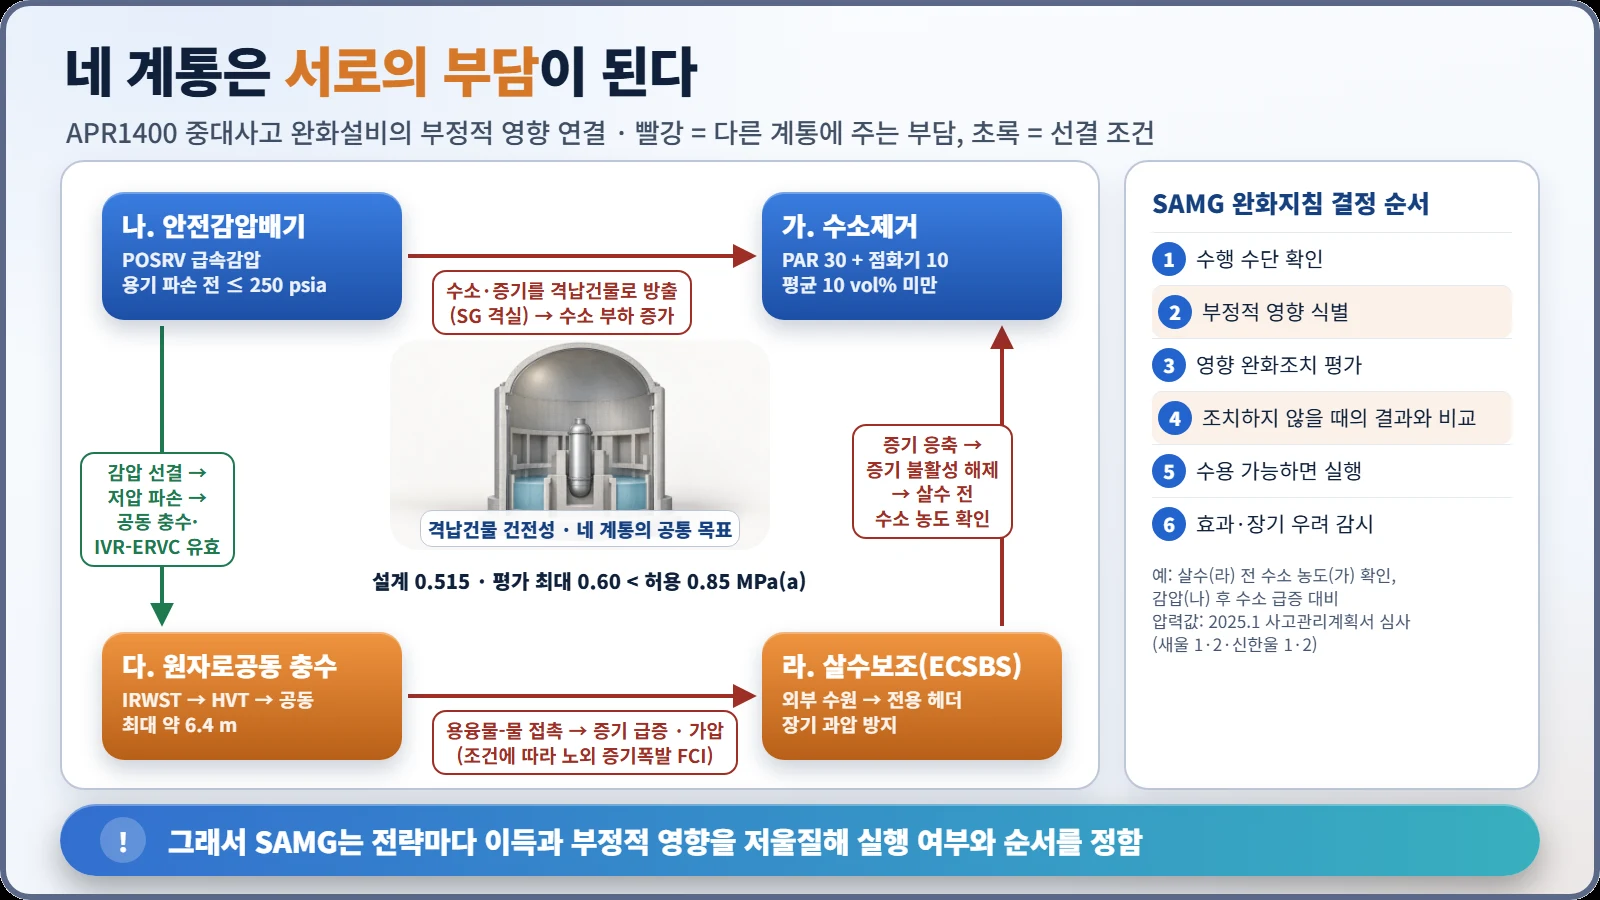 네 계통은 서로의 부담이 된다
APR1400 중대사고 완화설비의 부정적 영향 연결 · 빨강 = 다른 계통에 주는 부담, 초록 = 선결 조건
나. 안전감압배기
POSRV 급속감압
용기 파손 전 ≤ 250 psia
수소·증기를 격납건물로 방출
(SG 격실) → 수소 부하 증가
가. 수소제거
PAR 30 + 점화기 10
평균 10 vol% 미만
감압 선결 →
저압 파손 →
공동 충수·
IVR-ERVC 유효
격납건물 건전성 · 네 계통의 공통 목표
설계 0.515 · 평가 최대 0.60 < 허용 0.85 MPa(a)
증기 응축 →
증기 불활성 해제
→ 살수 전
수소 농도 확인
다. 원자로공동 충수
IRWST → HVT → 공동
최대 약 6.4 m
용융물-물 접촉 → 증기 급증 · 가압
(조건에 따라 노외 증기폭발 FCI)
라. 살수보조(ECSBS)
외부 수원 → 전용 헤더
장기 과압 방지
SAMG 완화지침 결정 순서
1 수행 수단 확인
2 부정적 영향 식별
3 영향 완화조치 평가
4 조치하지 않을 때의 결과와 비교
5 수용 가능하면 실행
6 효과·장기 우려 감시
예: 살수(라) 전 수소 농도(가) 확인,
감압(나) 후 수소 급증 대비
압력값: 2025.1 사고관리계획서 심사
(새울 1·2·신한울 1·2)
! 그래서 SAMG는 전략마다 이득과 부정적 영향을 저울질해 실행 여부와 순서를 정함